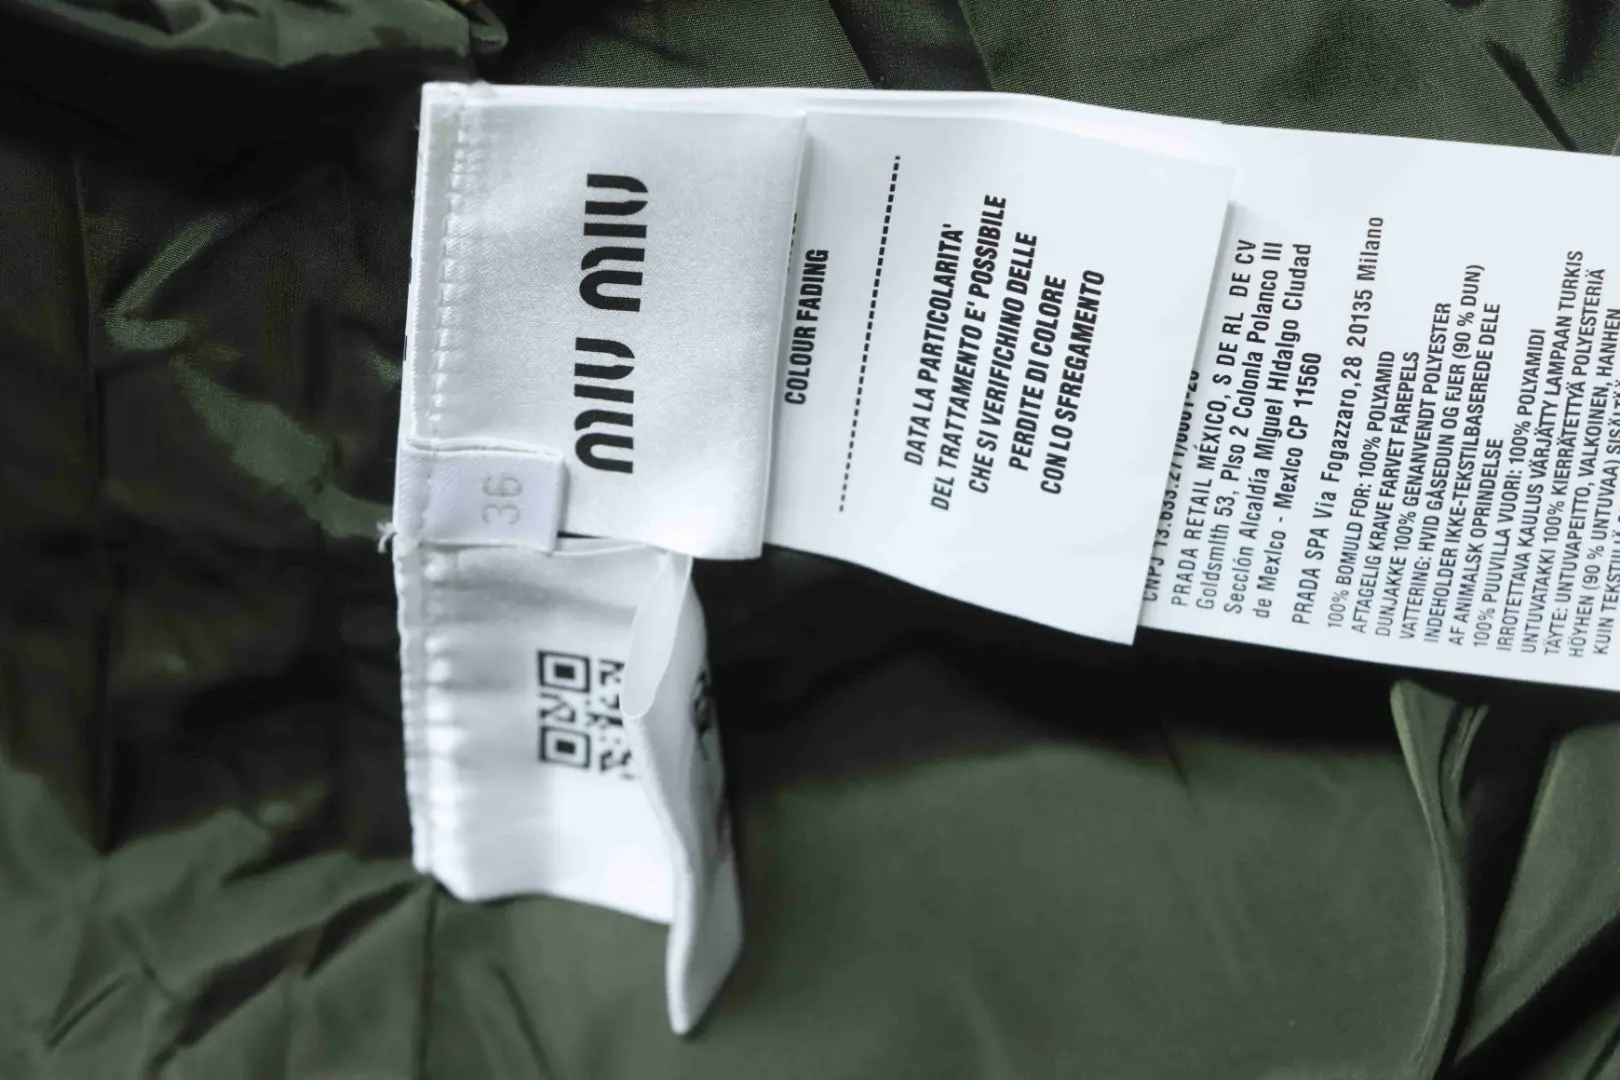 miu miu
36
COLOUR FADING
DATA LA PARTICOLARITA'
DEL TRATTAMENTO E' POSSIBILE
CHE SI VERIFICHINO DELLE
PERDITE DI COLORE
CON LO SFREGAMENTO
PRADA RETAIL MÉXICO, S DE RL DE CV
Goldsmith 53, Piso 2 Colonia Polanco III
Sección Alcaldía Miguel Hidalgo Ciudad
de Mexico - Mexico CP 11560
PRADA SPA Via Fogazzaro,28 20135 Milano
100% BOMULD FOR: 100% POLYAMID
AFTAGELIG KRAVE FARVET FÅREPELS
DUNJAKKE 100% GENANVENDT POLYESTER
VATTERING: HVID GÅSEDUN OG FJER (90 % DUN)
INDEHOLDER IKKE-TEKSTILBASEREDE DELE
AF ANIMALSK OPRINDELSE
100% PUUVILLA VUORI: 100% POLYAMIDI
IRROTETTAVA KAULUS VÄRJÄTTY LAMPAAN TURKIS
UNTUVATAKKI 100% KIERRÄTETTYÄ POLYESTERIÄ
TÄYTE: UNTUVAPEITTO, VALKOINEN, HANHEN
HÖYHEN (90 % UNTUVAA)
KUIN